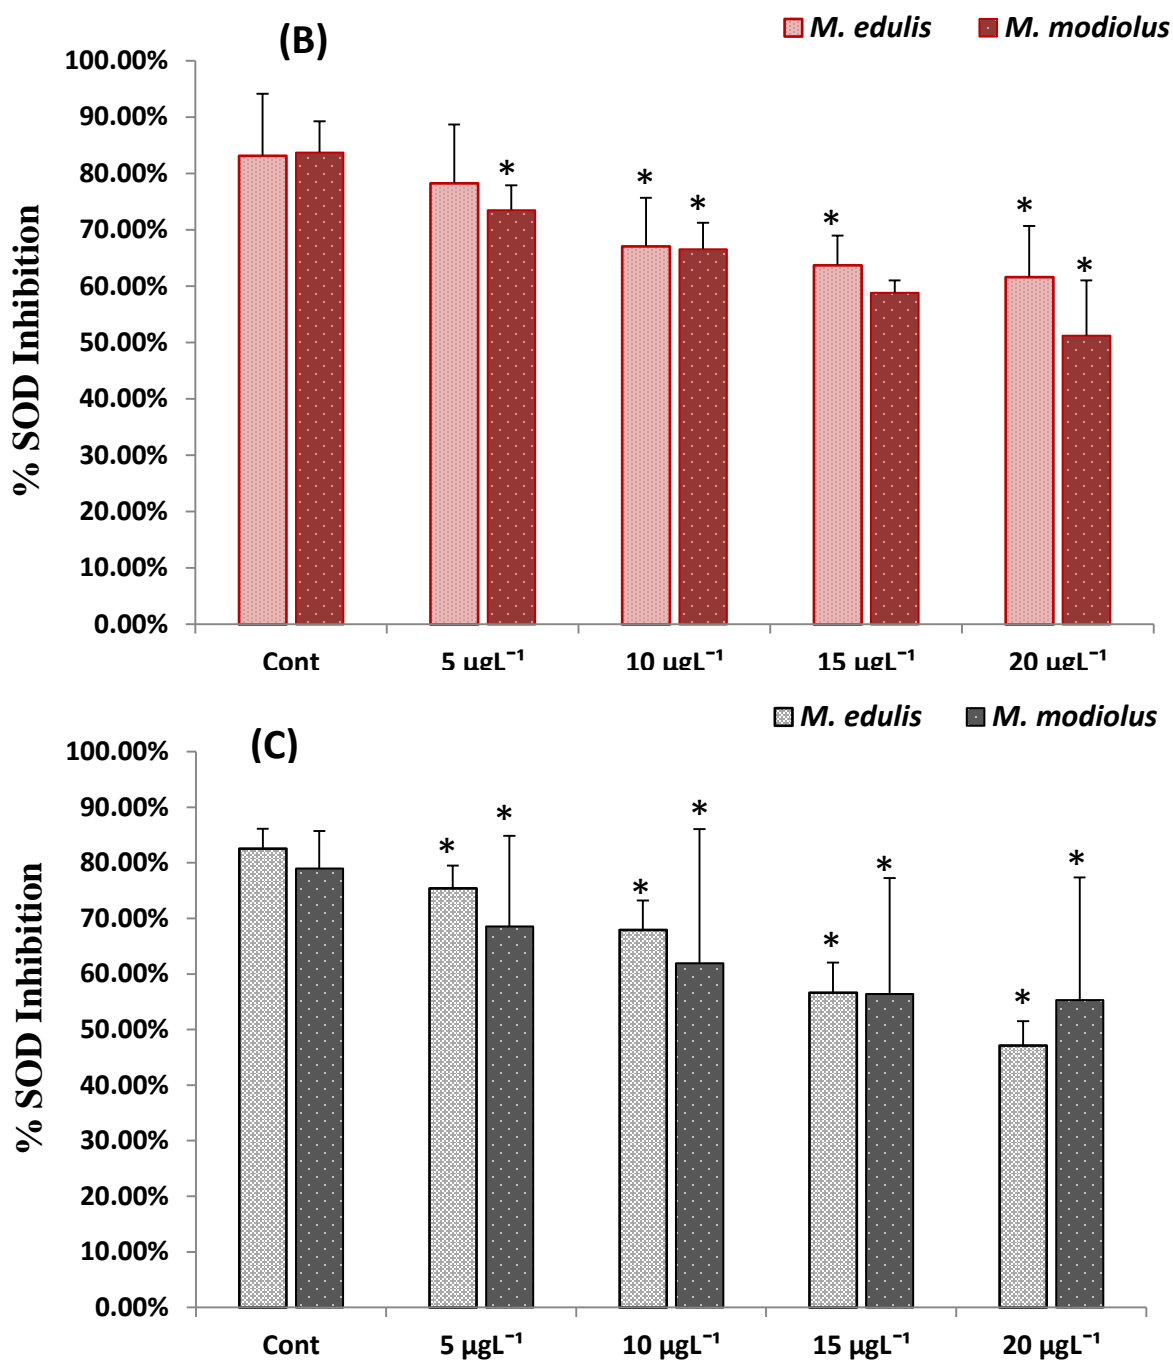 (B)
M. edulis M. modiolus
100.00%
90.00%
80.00%
70.00%
60.00%
50.00%
40.00%
30.00%
20.00%
10.00%
0.00%
% SOD Inhibition
* * * * * *
Cont 5 µgL⁻¹ 10 µgL⁻¹ 15 µgL⁻¹ 20 µgL⁻¹
M. edulis M. modiolus
(C)
100.00%
90.00%
80.00%
70.00%
60.00%
50.00%
40.00%
30.00%
20.00%
10.00%
0.00%
% SOD Inhibition
* * * * * * * *
Cont 5 µgL⁻¹ 10 µgL⁻¹ 15 µgL⁻¹ 20 µgL⁻¹